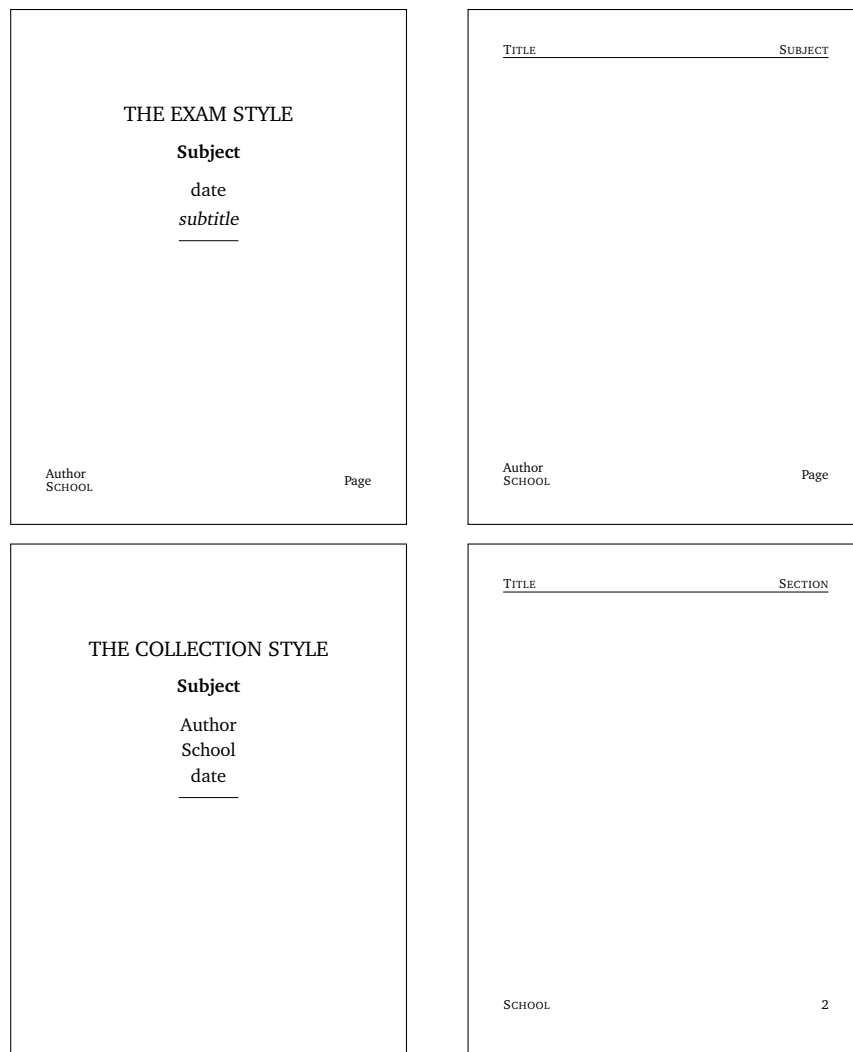 THE EXAM STYLE
Subject
date
subtitle
Author
SCHOOL
Page
TITLE SUBJECT
Author
SCHOOL
Page
THE COLLECTION STYLE
Subject
Author
School
date
TITLE SECTION
SCHOOL 2